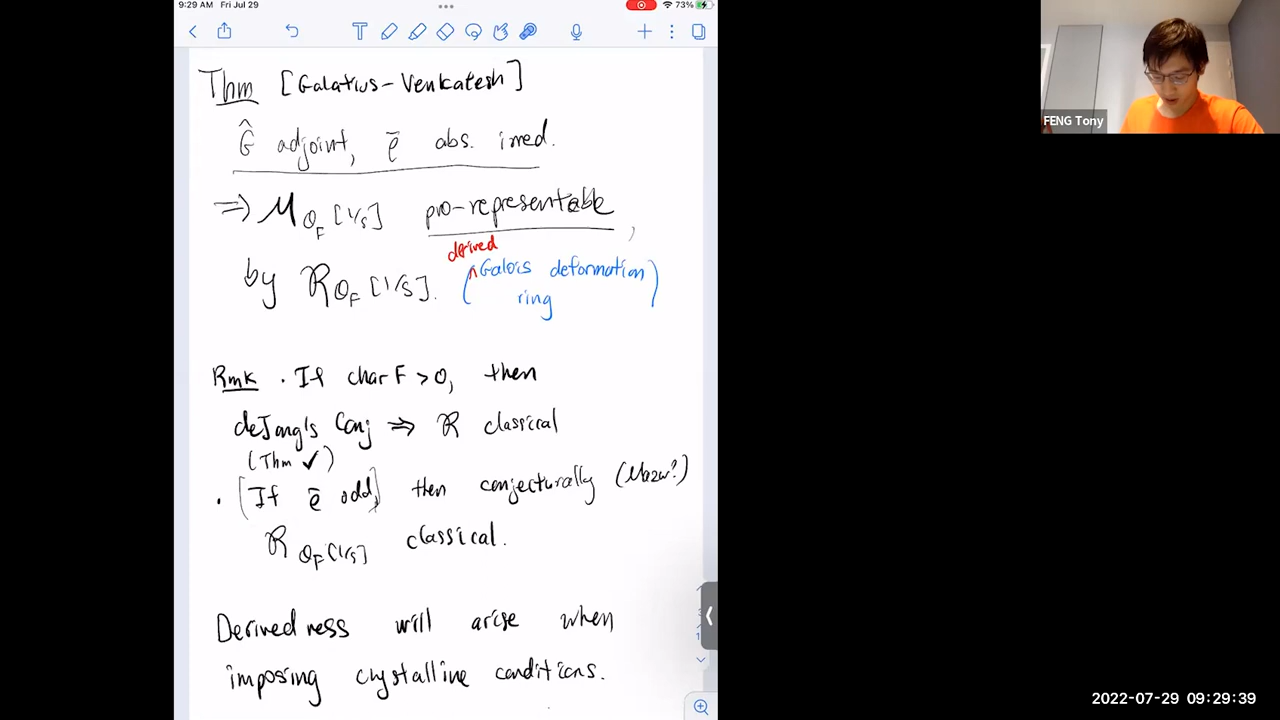 9:29 AM Fri Jul 29
73%
Thm [Galatius-Venkatesh]
Ĝ adjoint, ρ̄ abs. irred.
⇒ M_{O_F[1/S]} pro-representable,
derived
by R_{O_F[1/S]}. (Galois deformation
ring)
Rmk . If char F > 0, then
deJong's Conj ⇒ R classical
(Thm ✓)
. [If ρ̄ odd,] then conjecturally (Mazur?)
R_{O_F[1/S]} classical.
Derivedness will arise when
imposing crystalline conditions.
FENG Tony
2022-07-29 09:29:39